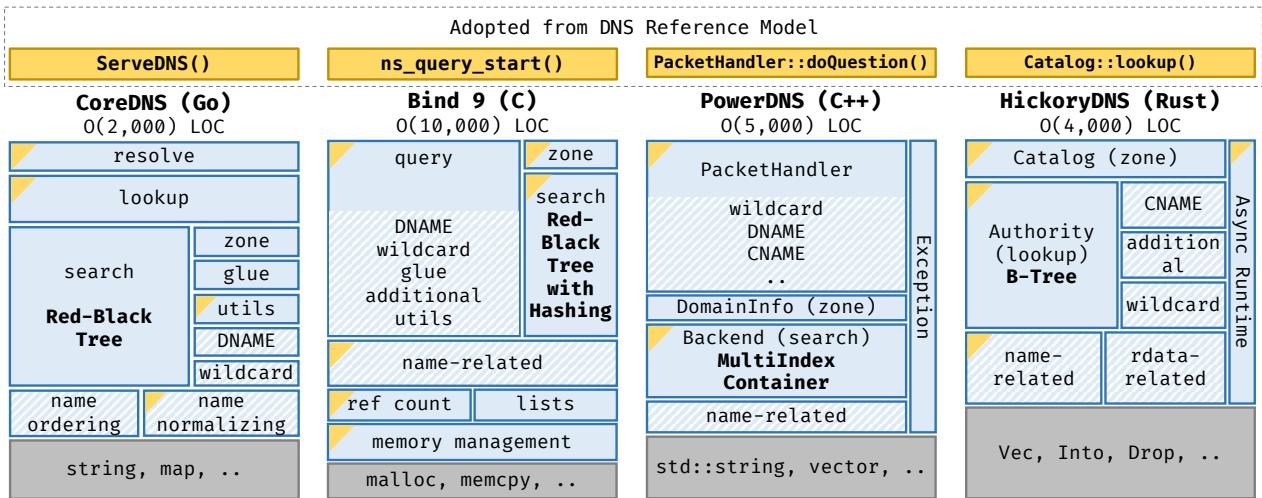 Adopted from DNS Reference Model
ServeDNS()
CoreDNS (Go)
O(2,000) LOC
resolve
lookup
search
Red-Black
Tree
zone
glue
utils
DNAME
wildcard
name
ordering
name
normalizing
string, map, ..
ns_query_start()
Bind 9 (C)
O(10,000) LOC
query
DNAME
wildcard
glue
additional
utils
zone
search
Red-
Black
Tree
with
Hashing
name-related
ref count
lists
memory management
malloc, memcpy, ..
PacketHandler::doQuestion()
PowerDNS (C++)
O(5,000) LOC
PacketHandler
wildcard
DNAME
CNAME
..
DomainInfo (zone)
Backend (search)
MultiIndex
Container
name-related
Exception
std::string, vector, ..
Catalog::lookup()
HickoryDNS (Rust)
O(4,000) LOC
Catalog (zone)
Authority
(lookup)
B-Tree
CNAME
addition
al
wildcard
name-
related
rdata-
related
Async Runtime
Vec, Into, Drop, ..